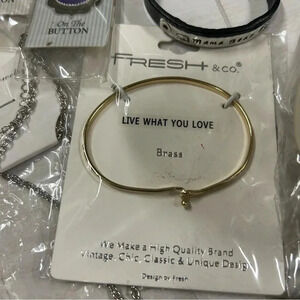 On The
BUTTON
Mama Bear
FRESH &CO.
LIVE WHAT YOU LOVE
Brass
We Make a High Quality Brand
Vintage, Chic, Classic & Unique Design
Design by Fresh